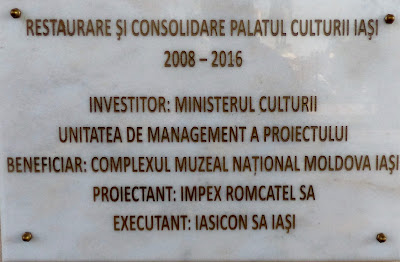 RESTAURARE ȘI CONSOLIDARE PALATUL CULTURII IAȘI
2008 – 2016
INVESTITOR: MINISTERUL CULTURII
UNITATEA DE MANAGEMENT A PROIECTULUI
BENEFICIAR: COMPLEXUL MUZEAL NAȚIONAL MOLDOVA IAȘI
PROIECTANT: IMPEX ROMCATEL SA
EXECUTANT: IASICON SA IAȘI